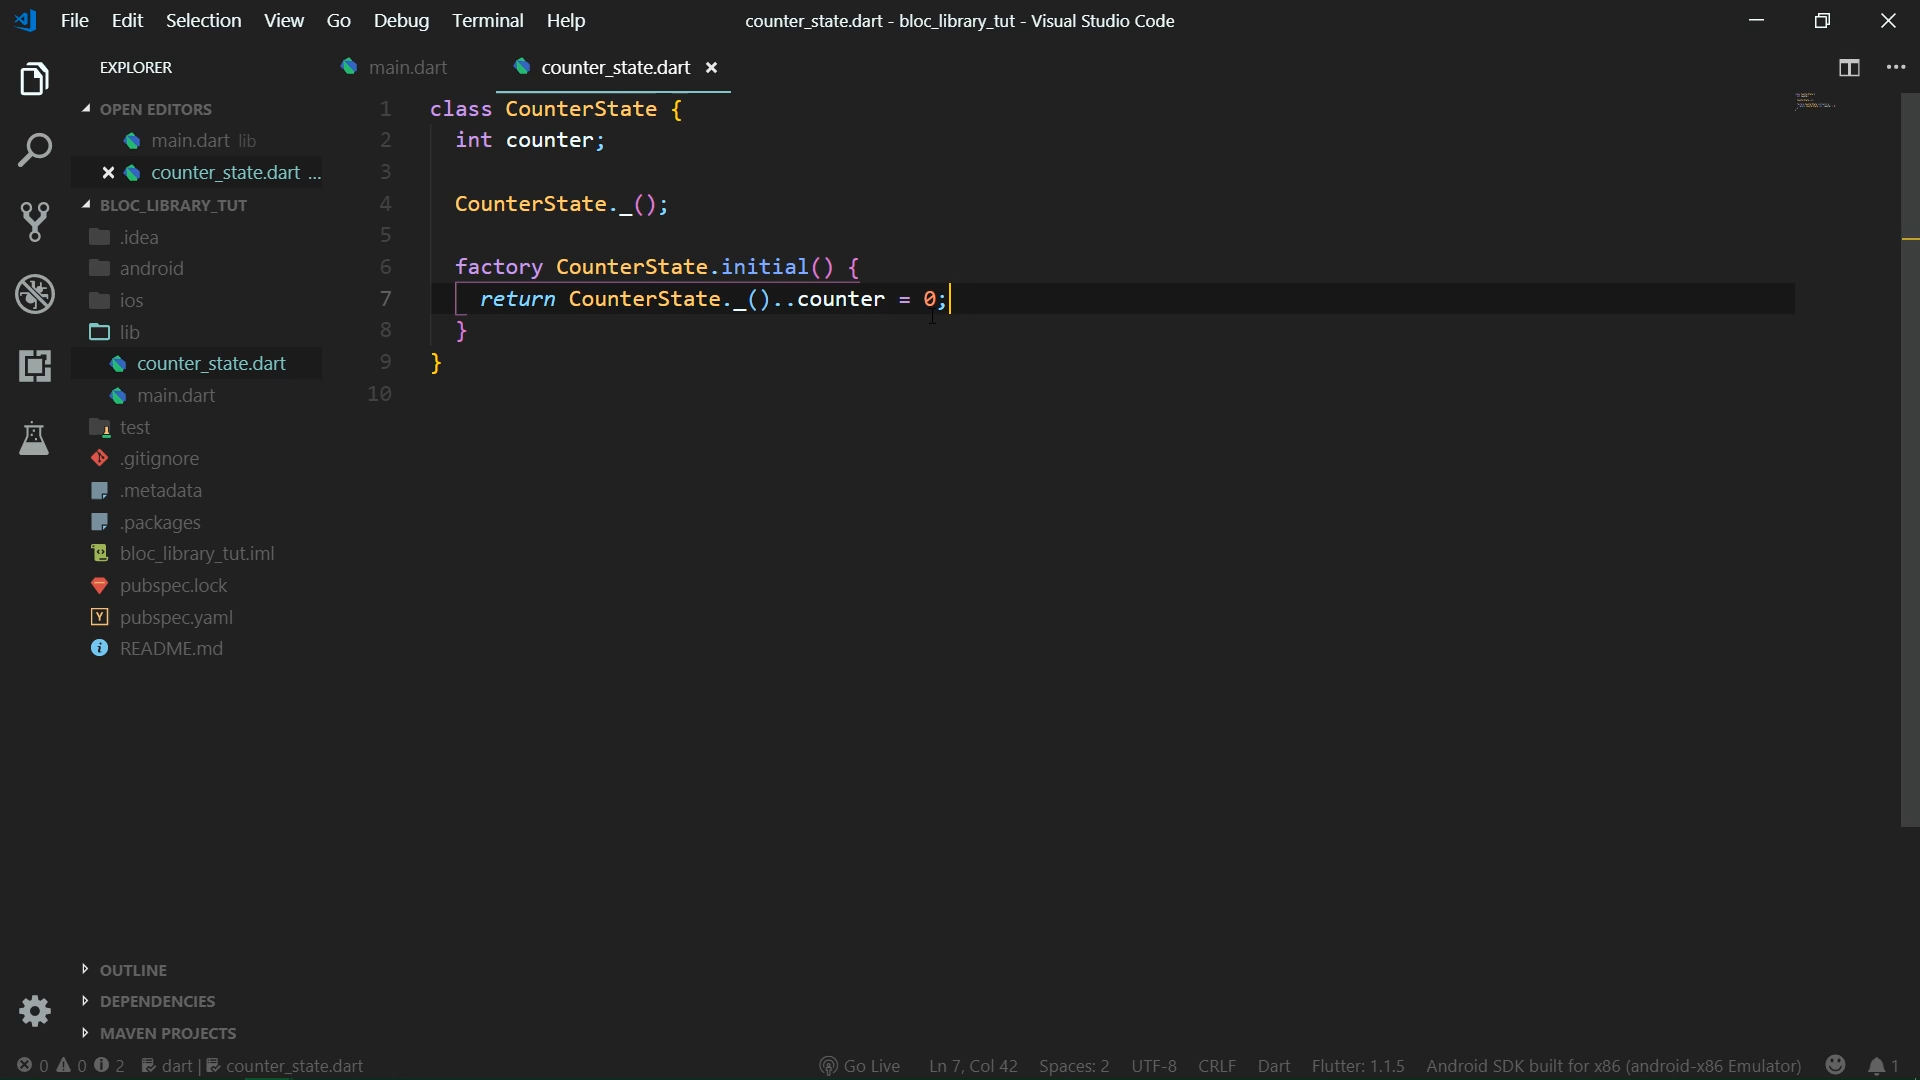 File Edit Selection View Go Debug Terminal Help
counter_state.dart - bloc_library_tut - Visual Studio Code
EXPLORER
main.dart
counter_state.dart
OPEN EDITORS
main.dart lib
counter_state.dart ...
BLOC_LIBRARY_TUT
.idea
android
ios
lib
counter_state.dart
main.dart
test
.gitignore
.metadata
.packages
bloc_library_tut.iml
pubspec.lock
pubspec.yaml
README.md
OUTLINE
DEPENDENCIES
MAVEN PROJECTS
1 class CounterState {
2 int counter;
3
4 CounterState._();
5
6 factory CounterState.initial() {
7 return CounterState._()..counter = 0;
8 }
9 }
10
0 0 2 dart | counter_state.dart
Go Live Ln 7, Col 42 Spaces: 2 UTF-8 CRLF Dart Flutter: 1.1.5 Android SDK built for x86 (android-x86 Emulator) 1